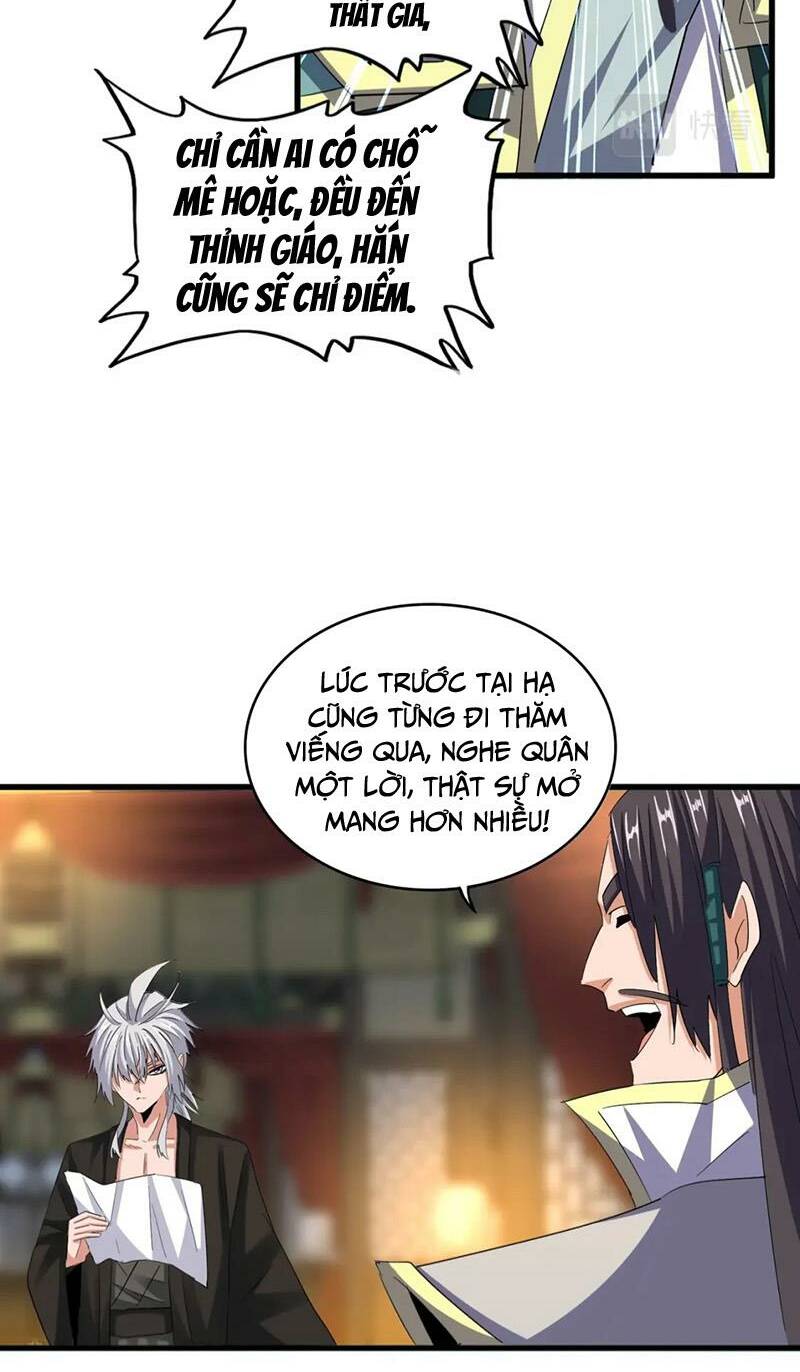 THẤT GIA,
CHỈ CẦN AI CÓ CHỖ
MÊ HOẶC, ĐỀU ĐẾN
THỈNH GIÁO, HẮN
CŨNG SẼ CHỈ ĐIỂM.
快看
LÚC TRƯỚC TẠI HẠ
CŨNG TỪNG ĐI THĂM
VIẾNG QUA, NGHE QUÂN
MỘT LỜI, THẬT SỰ MỞ
MANG HƠN NHIỀU!